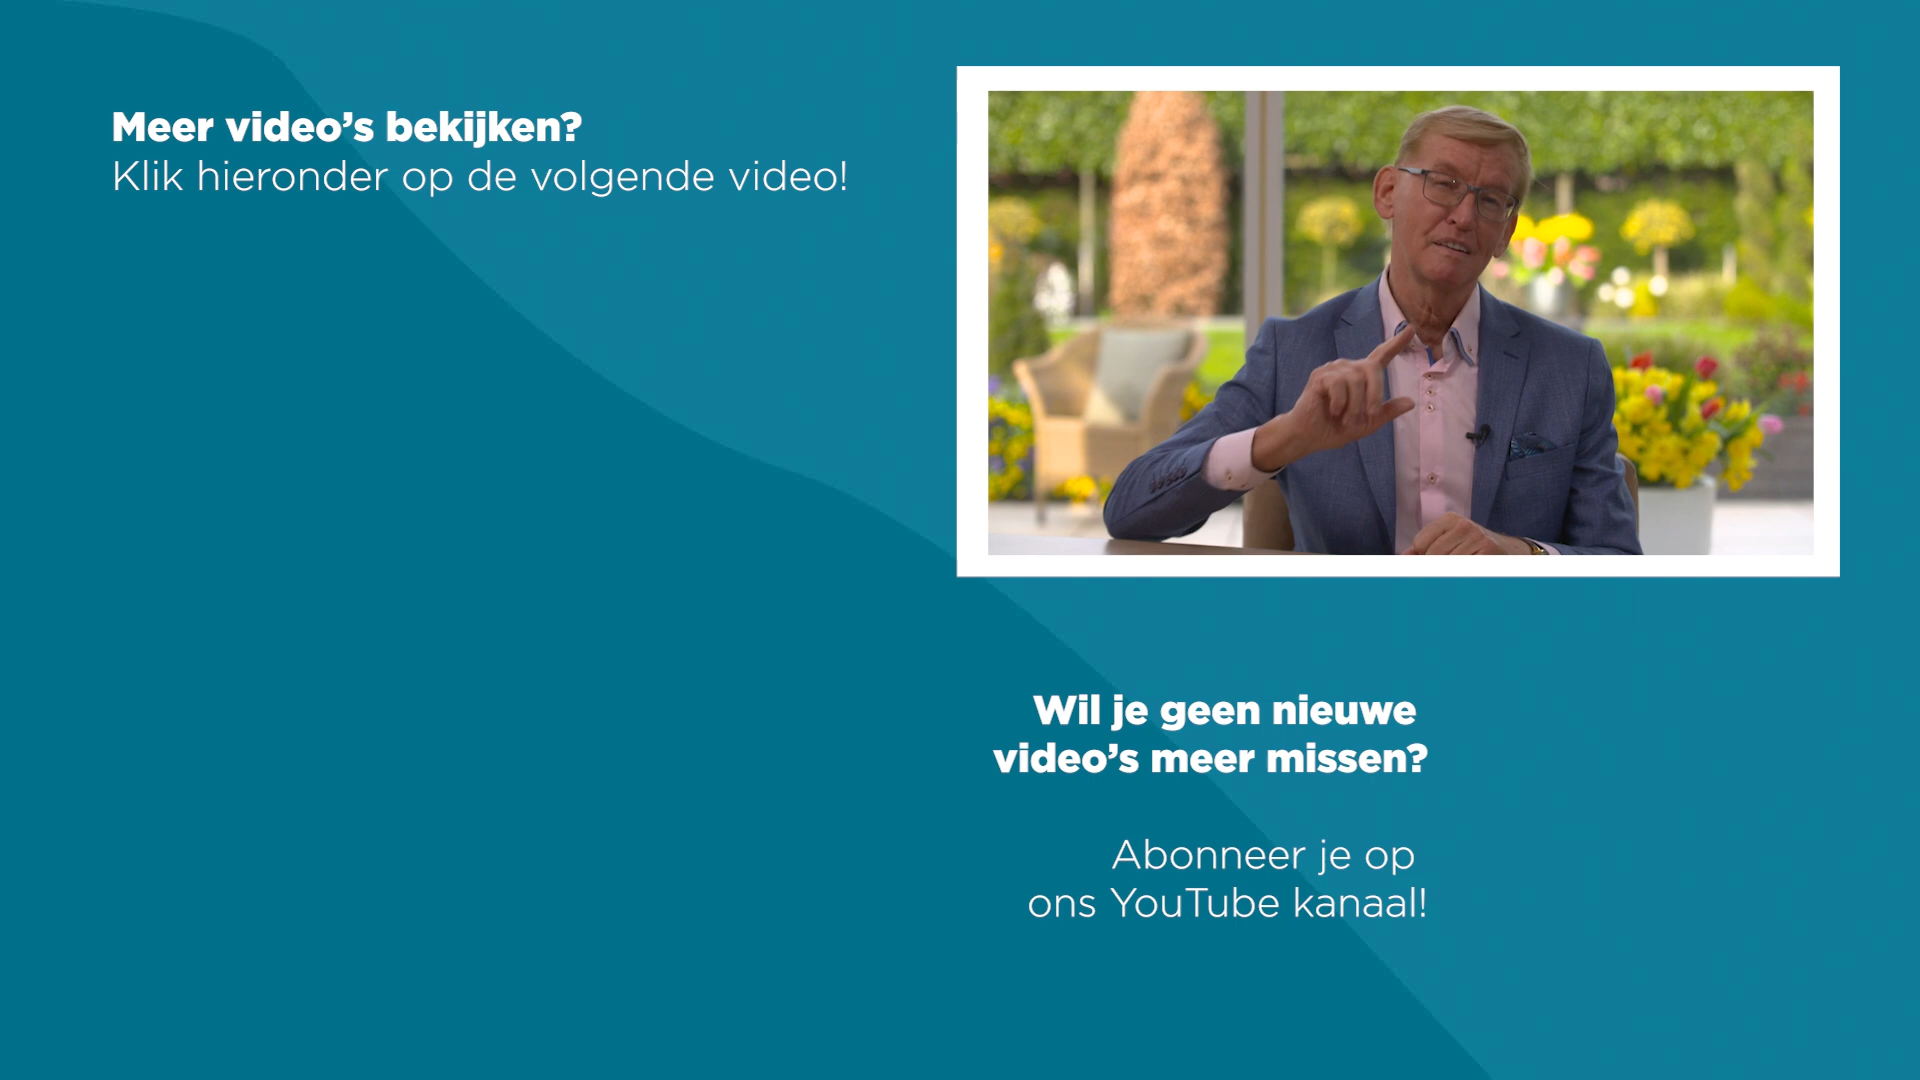 Meer video’s bekijken?
Klik hieronder op de volgende video!
Wil je geen nieuwe
video’s meer missen?
Abonneer je op
ons YouTube kanaal!